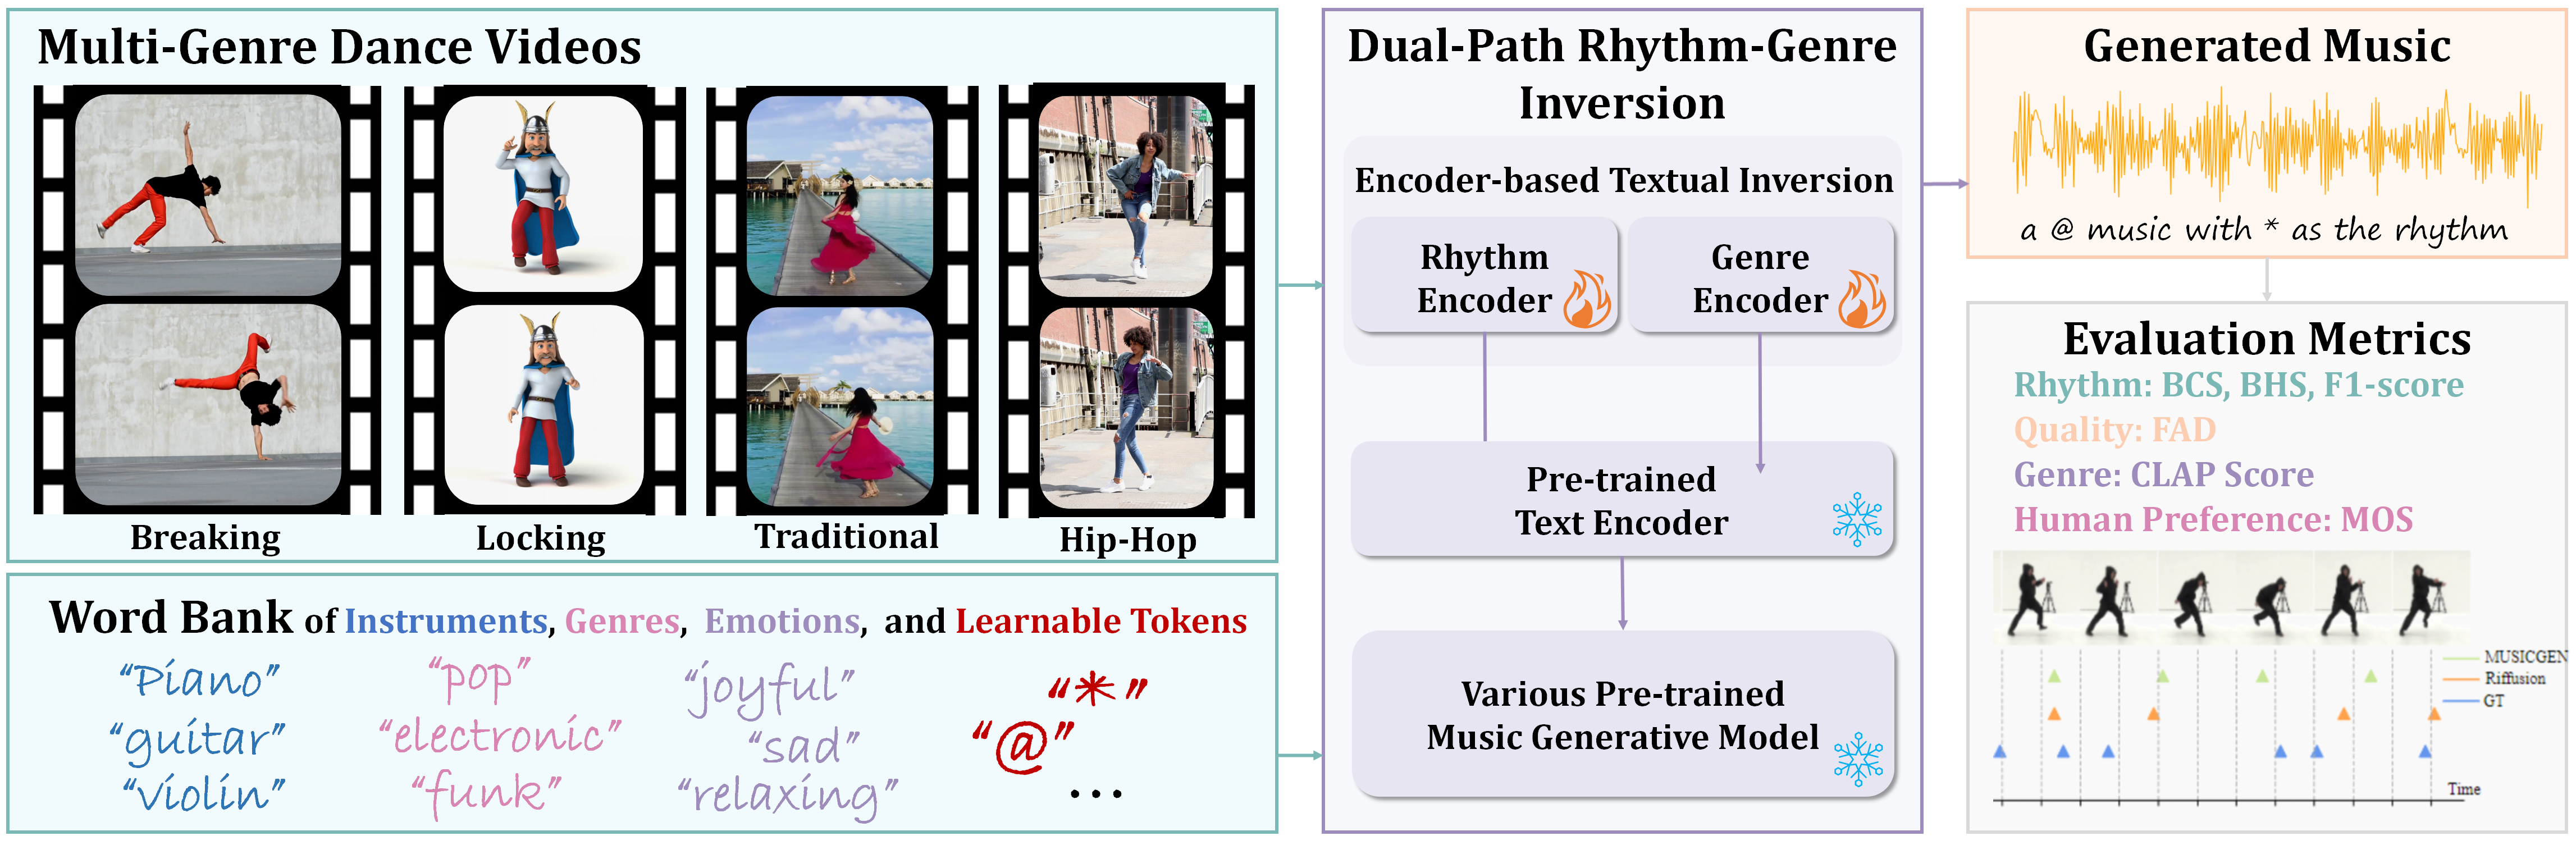 Multi-Genre Dance Videos
Breaking
Locking
Traditional
Hip-Hop
Word Bank of Instruments, Genres, Emotions, and Learnable Tokens
“Piano”
“guitar”
“violin”
“pop”
“electronic”
“funk”
“joyful”
“sad”
“relaxing”
“*”
“@”
...
Dual-Path Rhythm-Genre
Inversion
Encoder-based Textual Inversion
Rhythm
Encoder
Genre
Encoder
Pre-trained
Text Encoder
Various Pre-trained
Music Generative Model
Generated Music
a @ music with * as the rhythm
Evaluation Metrics
Rhythm: BCS, BHS, F1-score
Quality: FAD
Genre: CLAP Score
Human Preference: MOS
MUSICGEN
Riffusion
GT
Time